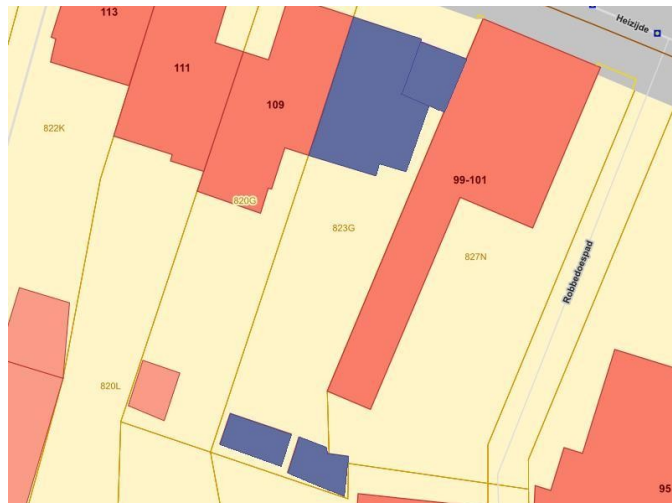 113
Heizijde
111
109
822K
99-101
820G
823G
827N
Robbedoespad
820L
95